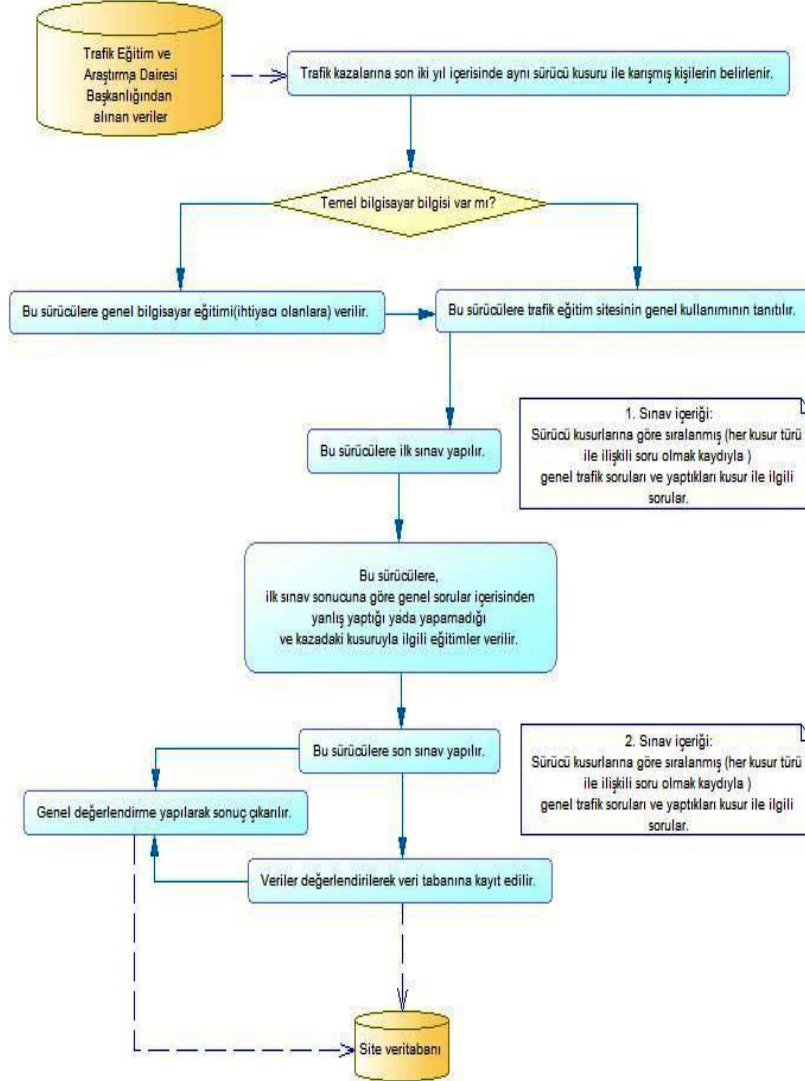 Trafik Eğitim ve
Araştırma Dairesi
Başkanlığından
alınan veriler
Trafik kazalarına son iki yıl içerisinde aynı sürücü kusuru ile karışmış kişilerin belirlenir.
Temel bilgisayar bilgisi var mı?
Bu sürücülere genel bilgisayar eğitimi(ihtiyacı olanlara) verilir.
Bu sürücülere trafik eğitim sitesinin genel kullanımının tanıtılır.
1. Sınav içeriği:
Sürücü kusurlarına göre sıralanmış (her kusur türü
ile ilişkili soru olmak kaydıyla )
genel trafik soruları ve yaptıkları kusur ile ilgili
sorular.
Bu sürücülere ilk sınav yapılır.
Bu sürücülere,
ilk sınav sonucuna göre genel sorular içerisinden
yanlış yaptığı yada yapamadığı
ve kazadaki kusuruyla ilgili eğitimler verilir.
Bu sürücülere son sınav yapılır.
2. Sınav içeriği:
Sürücü kusurlarına göre sıralanmış (her kusur türü
ile ilişkili soru olmak kaydıyla )
genel trafik soruları ve yaptıkları kusur ile ilgili
sorular.
Genel değerlendirme yapılarak sonuç çıkarılır.
Veriler değerlendirilerek veri tabanına kayıt edilir.
Site veritabanı